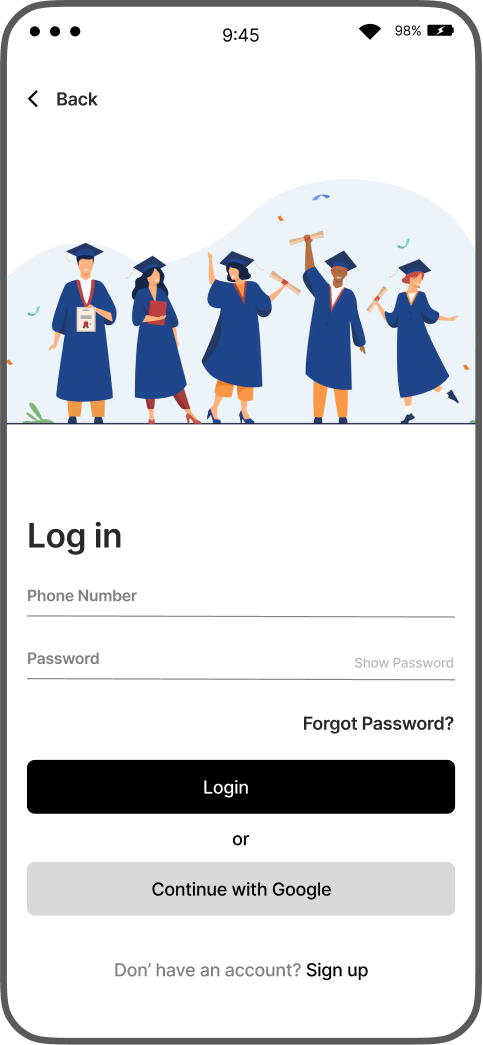 9:45
98%
Back
A+
Log in
Phone Number
Password
Show Password
Forgot Password?
Login
or
Continue with Google
Don’ have an account? Sign up